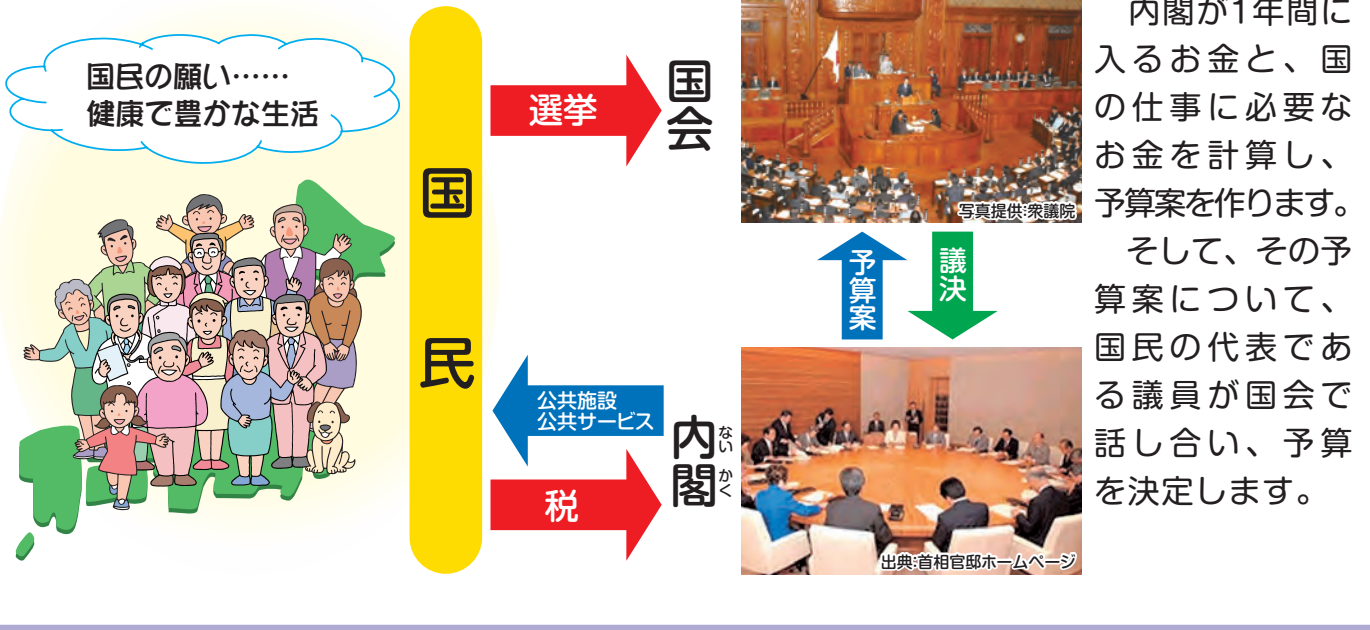 国民の願い……
健康で豊かな生活
国民
選挙
国会
公共施設
公共サービス
税
内閣
ないかく
写真提供:衆議院
予算案
議決
出典:首相官邸ホームページ
内閣が1年間に
入るお金と、国
の仕事に必要な
お金を計算し、
予算案を作ります。
そして、その予
算案について、
国民の代表であ
る議員が国会で
話し合い、予算
を決定します。